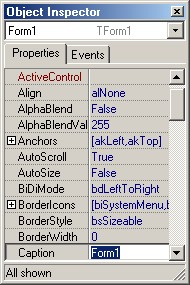 Object Inspector
Form1 TForm1
Properties Events
ActiveControl
Align alNone
AlphaBlend False
AlphaBlendVal 255
Anchors [akLeft,akTop]
AutoScroll True
AutoSize False
BiDiMode bdLeftToRight
BorderIcons [biSystemMenu,b
BorderStyle bsSizeable
BorderWidth 0
Caption Form1
All shown